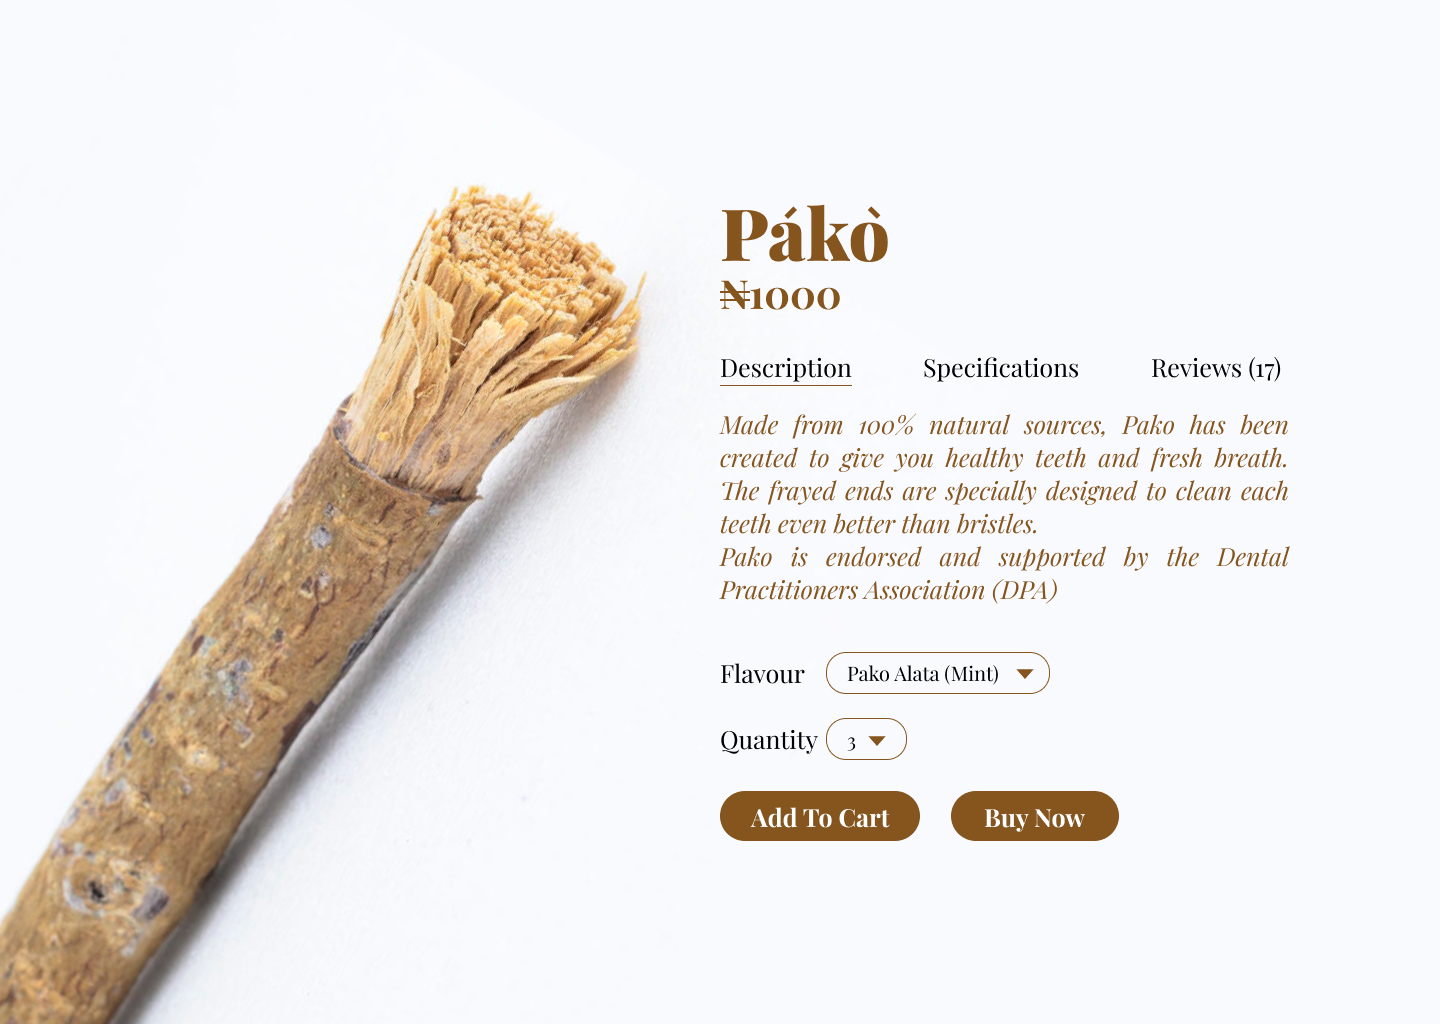 Pákò
₦1000
Description Specifications Reviews (17)
Made from 100% natural sources, Pako has been
created to give you healthy teeth and fresh breath.
The frayed ends are specially designed to clean each
teeth even better than bristles.
Pako is endorsed and supported by the Dental
Practitioners Association (DPA)
Flavour Pako Alata (Mint)
Quantity 3
Add To Cart Buy Now